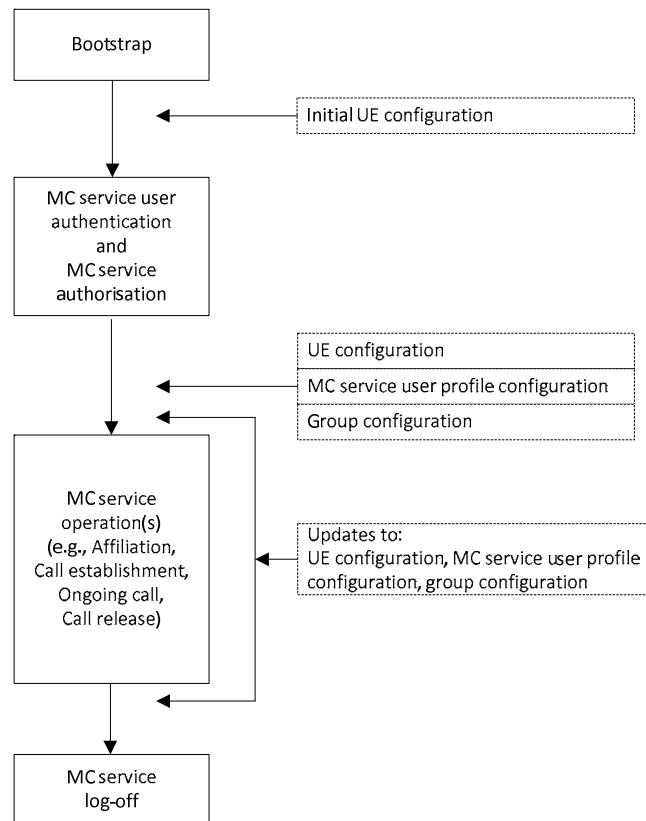 Bootstrap
Initial UE configuration
MC service user
authentication
and
MC service
authorisation
UE configuration
MC service user profile configuration
Group configuration
MC service
operation(s)
(e.g., Affiliation,
Call establishment,
Ongoing call,
Call release)
Updates to:
UE configuration, MC service user profile
configuration, group configuration
MC service
log-off